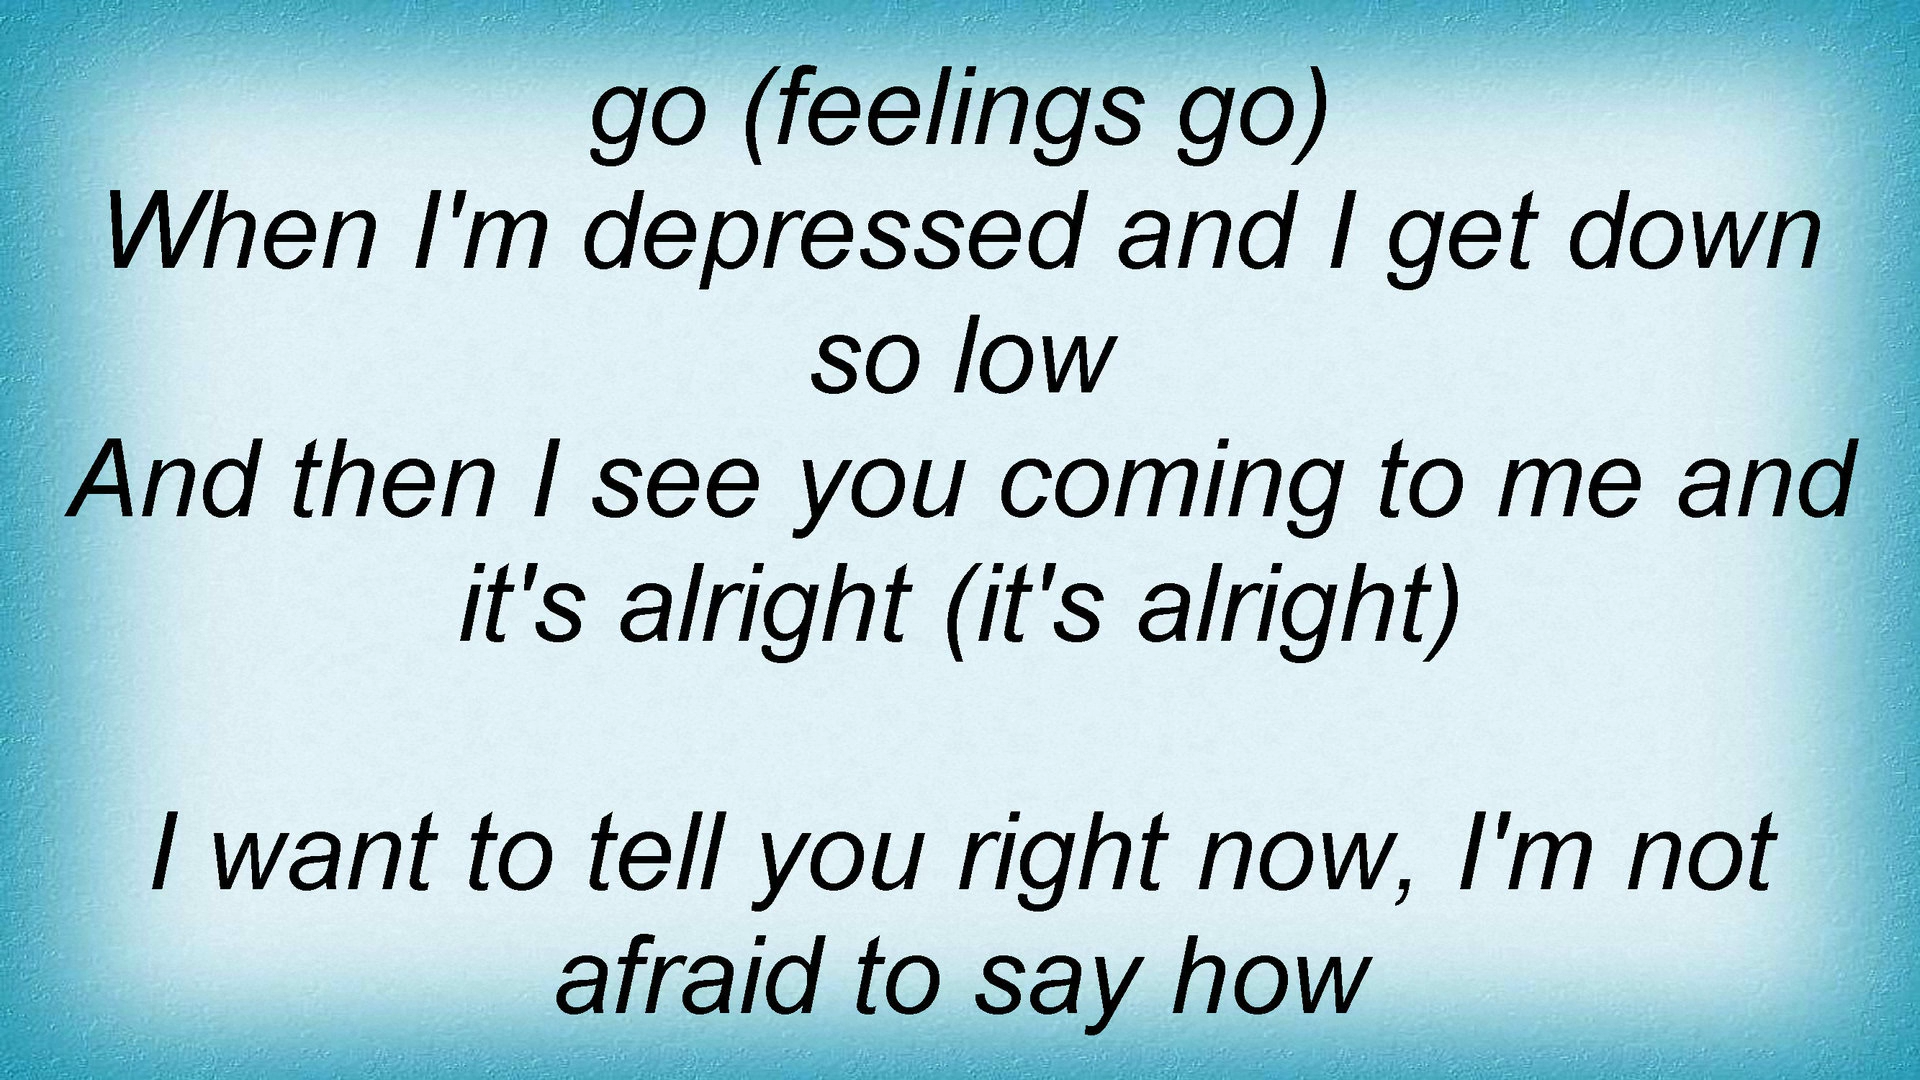 go (feelings go)
When I'm depressed and I get down
so low
And then I see you coming to me and
it's alright (it's alright)
I want to tell you right now, I'm not
afraid to say how